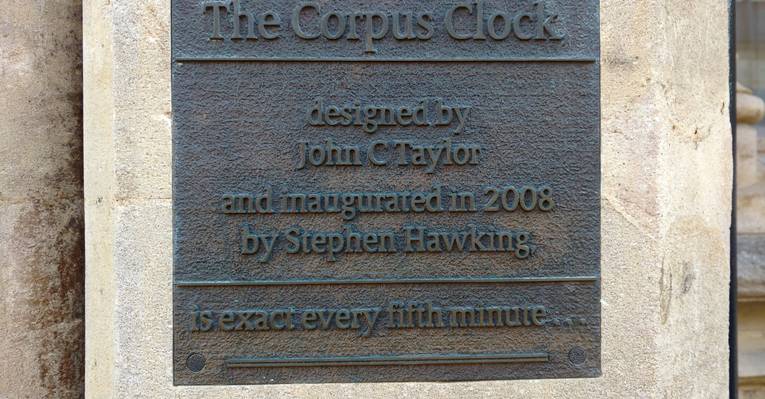 The Corpus Clock
designed by
John C Taylor
and inaugurated in 2008
by Stephen Hawking,
is exact every fifth minute . . .